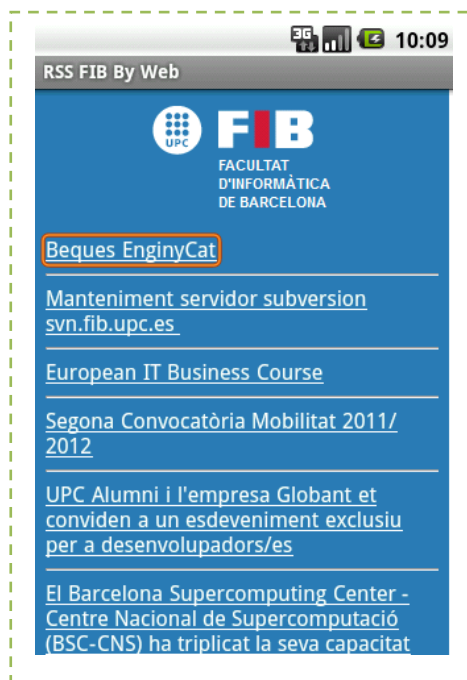 3G 10:09
RSS FIB By Web
UPC
FIB
FACULTAT
D'INFORMÀTICA
DE BARCELONA
Beques EnginyCat
Manteniment servidor subversion
svn.fib.upc.es
European IT Business Course
Segona Convocatòria Mobilitat 2011/
2012
UPC Alumni i l'empresa Globant et
conviden a un esdeveniment exclusiu
per a desenvolupadors/es
El Barcelona Supercomputing Center -
Centre Nacional de Supercomputació
(BSC-CNS) ha triplicat la seva capacitat